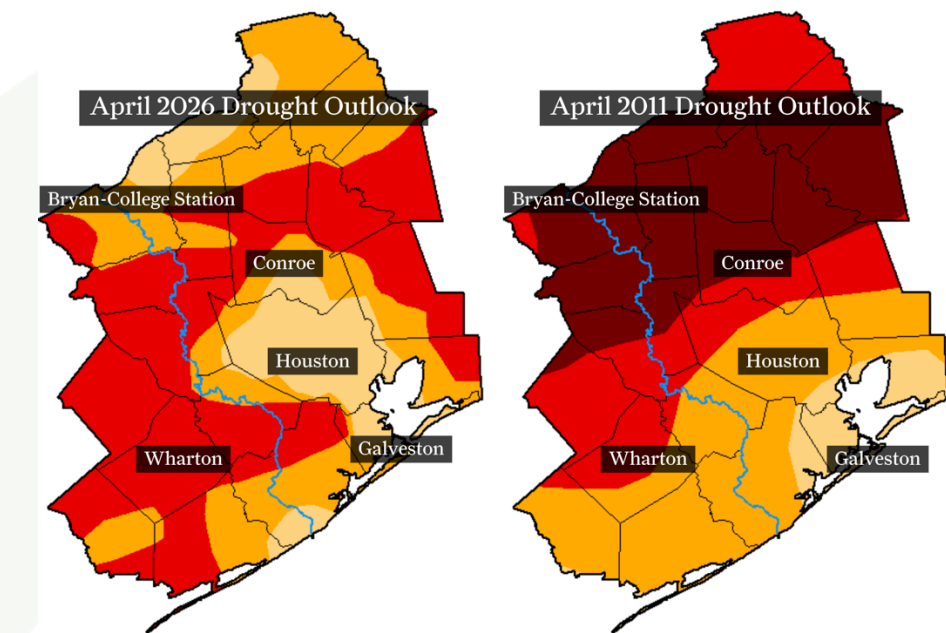 April 2026 Drought Outlook
Bryan-College Station
Conroe
Houston
Galveston
Wharton
April 2011 Drought Outlook
Bryan-College Station
Conroe
Houston
Galveston
Wharton